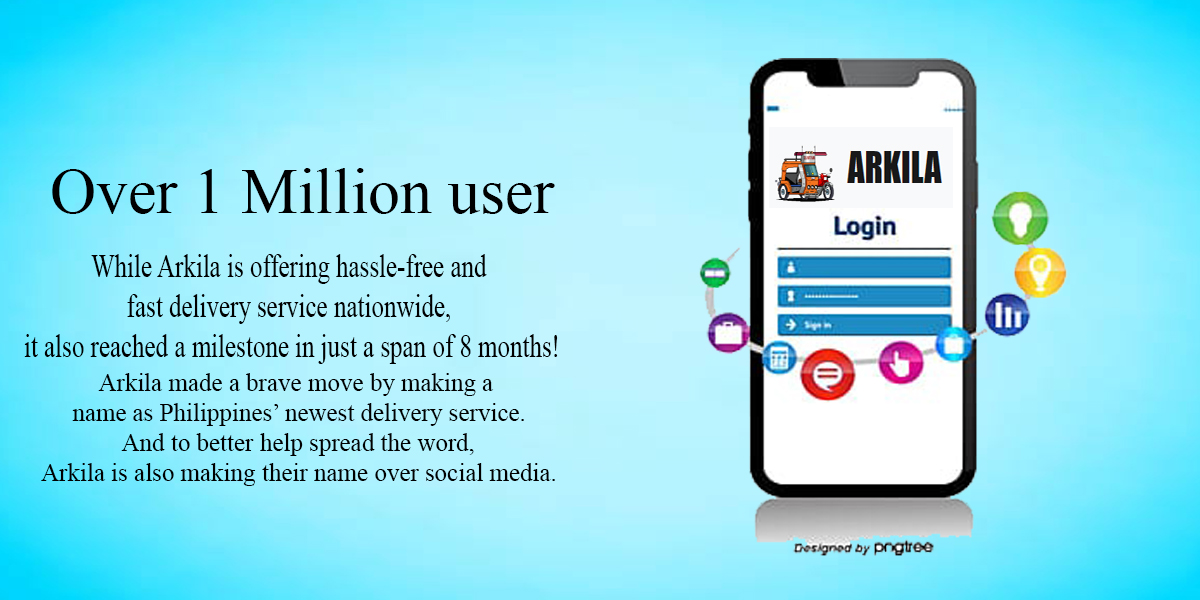 Over 1 Million user
While Arkila is offering hassle-free and
fast delivery service nationwide,
it also reached a milestone in just a span of 8 months!
Arkila made a brave move by making a
name as Philippines’ newest delivery service.
And to better help spread the word,
Arkila is also making their name over social media.
ARKILA
Login
Sign in
Designed by pngtree